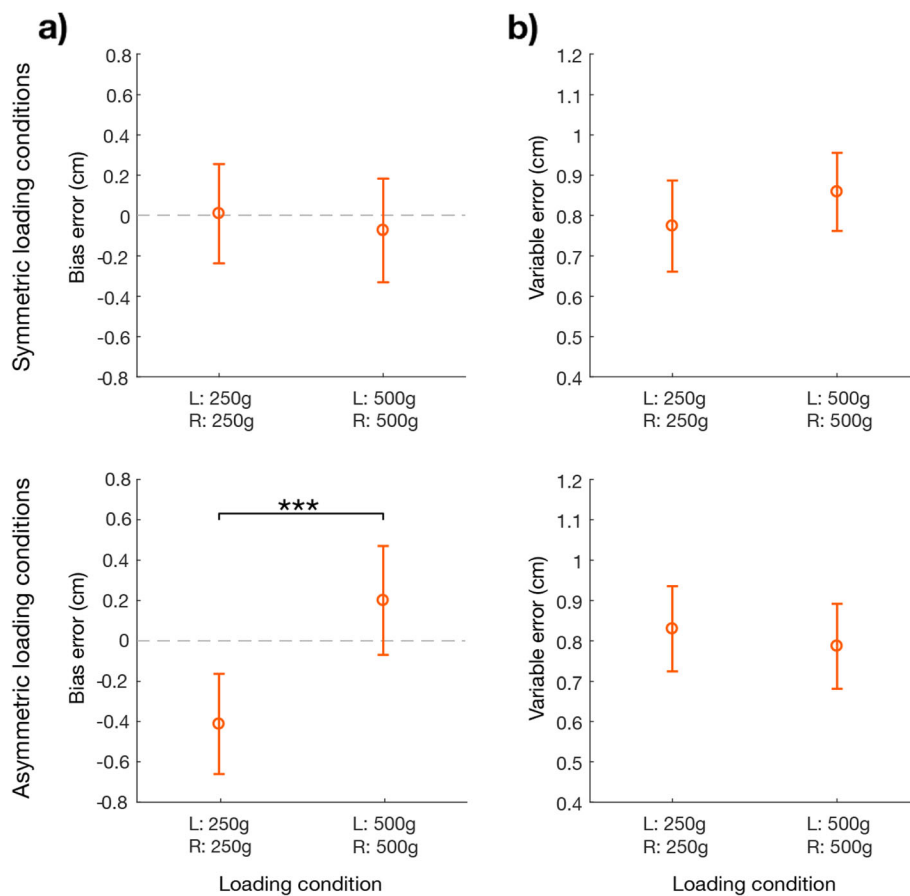 a)
b)
Symmetric loading conditions
Bias error (cm)
0.8
0.6
0.4
0.2
0
-0.2
-0.4
-0.6
-0.8
L: 250g
R: 250g
L: 500g
R: 500g
Variable error (cm)
1.2
1.1
1
0.9
0.8
0.7
0.6
0.5
0.4
L: 250g
R: 250g
L: 500g
R: 500g
Asymmetric loading conditions
Bias error (cm)
0.8
0.6
0.4
0.2
0
-0.2
-0.4
-0.6
-0.8
***
L: 250g
R: 250g
L: 500g
R: 500g
Loading condition
Variable error (cm)
1.2
1.1
1
0.9
0.8
0.7
0.6
0.5
0.4
L: 250g
R: 250g
L: 500g
R: 500g
Loading condition